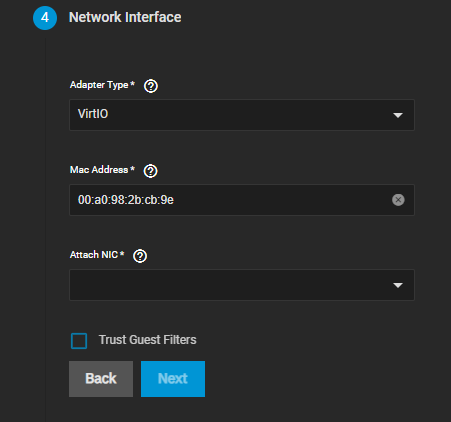 4 Network Interface
Adapter Type *
VirtIO
Mac Address *
00:a0:98:2b:cb:9e
Attach NIC *
Trust Guest Filters
Back Next